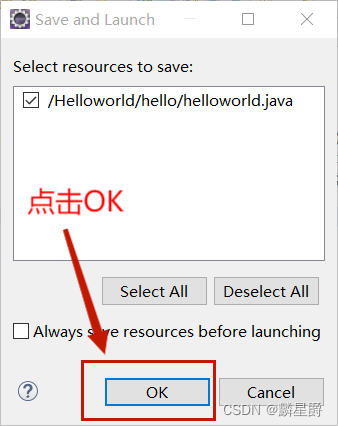 Save and Launch
Select resources to save:
/Helloworld/hello/helloworld.java
点击OK
Select All
Deselect All
Always save resources before launching
OK
Cancel
CSDN @麟星爵